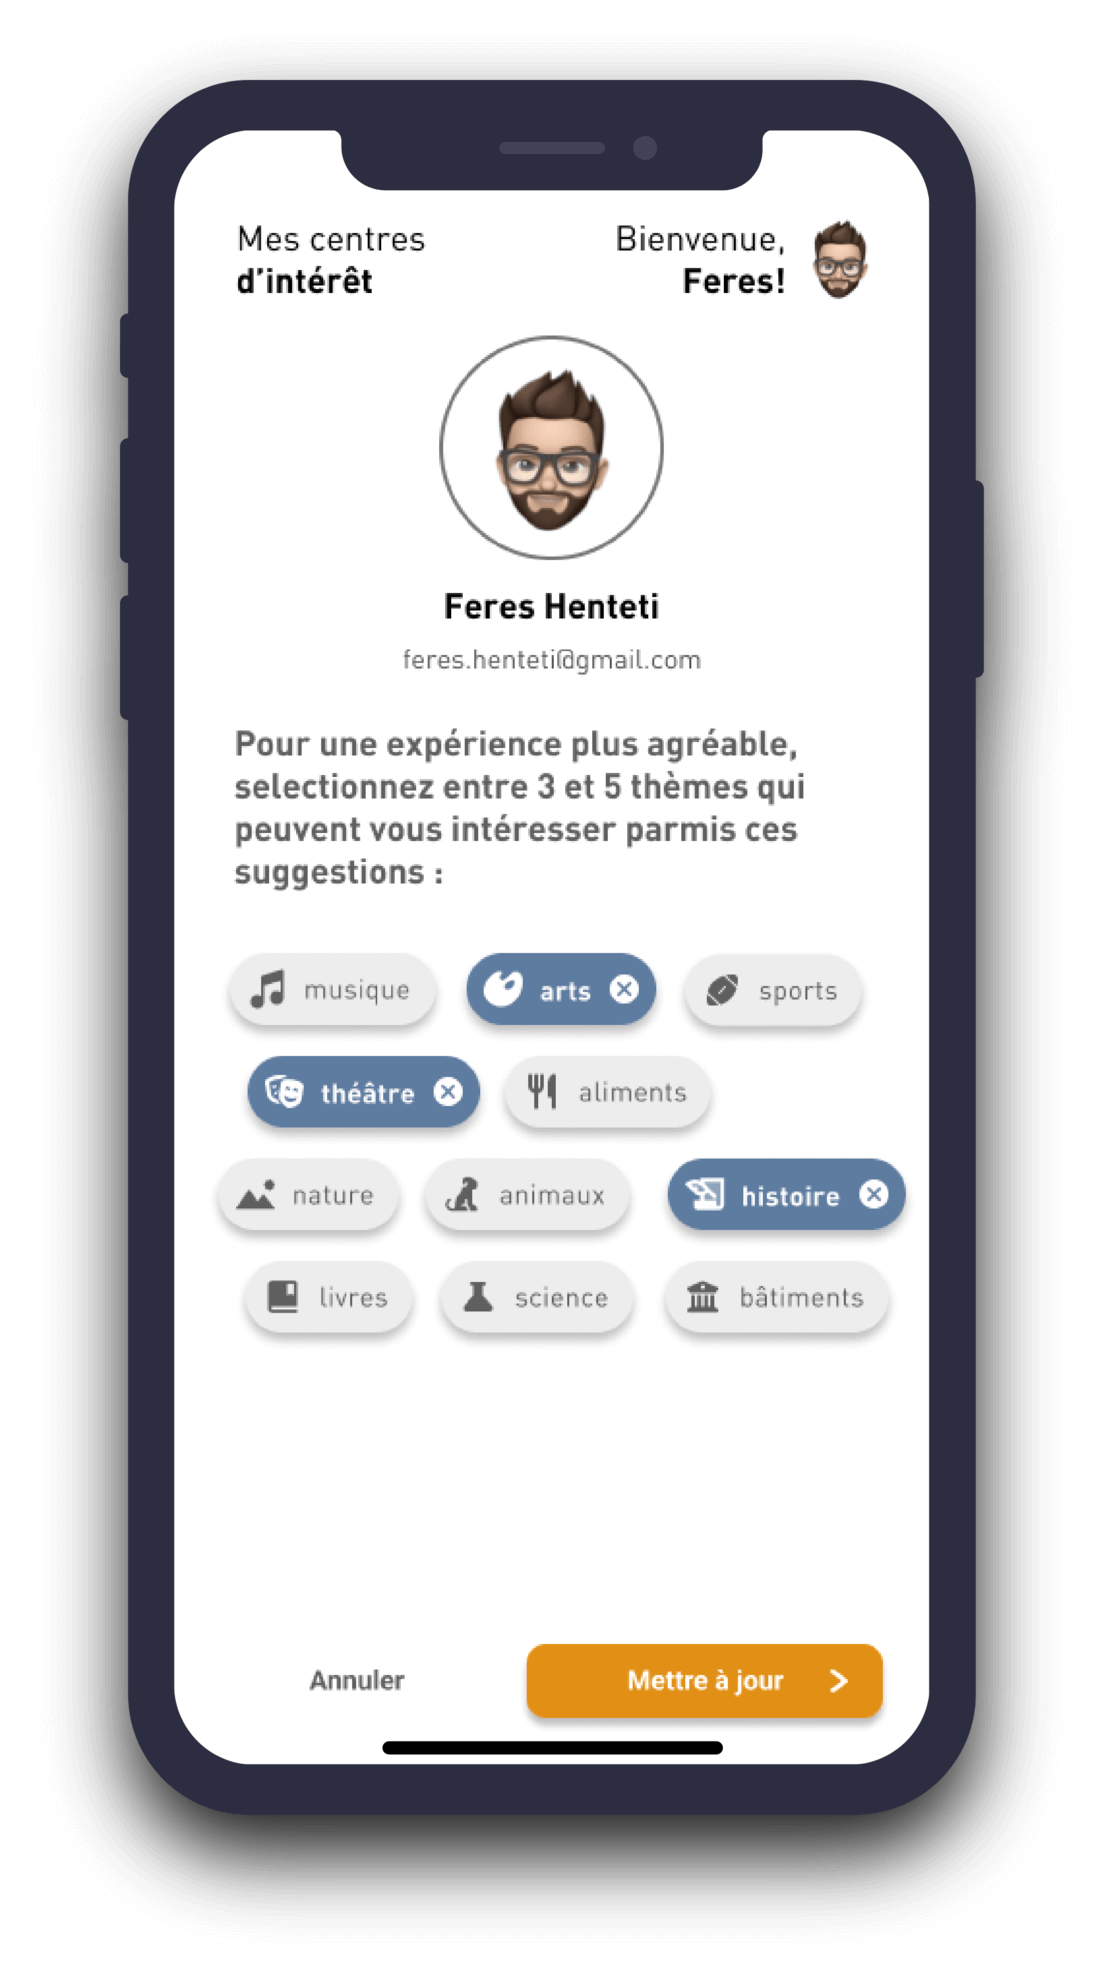 Mes centres
d'intérêt
Bienvenue,
Feres!
Feres Henteti
feres.henteti@gmail.com
Pour une expérience plus agréable,
selectionnez entre 3 et 5 thèmes qui
peuvent vous intéresser parmis ces
suggestions :
musique arts sports
théâtre aliments
nature animaux histoire
livres science bâtiments
Annuler Mettre à jour